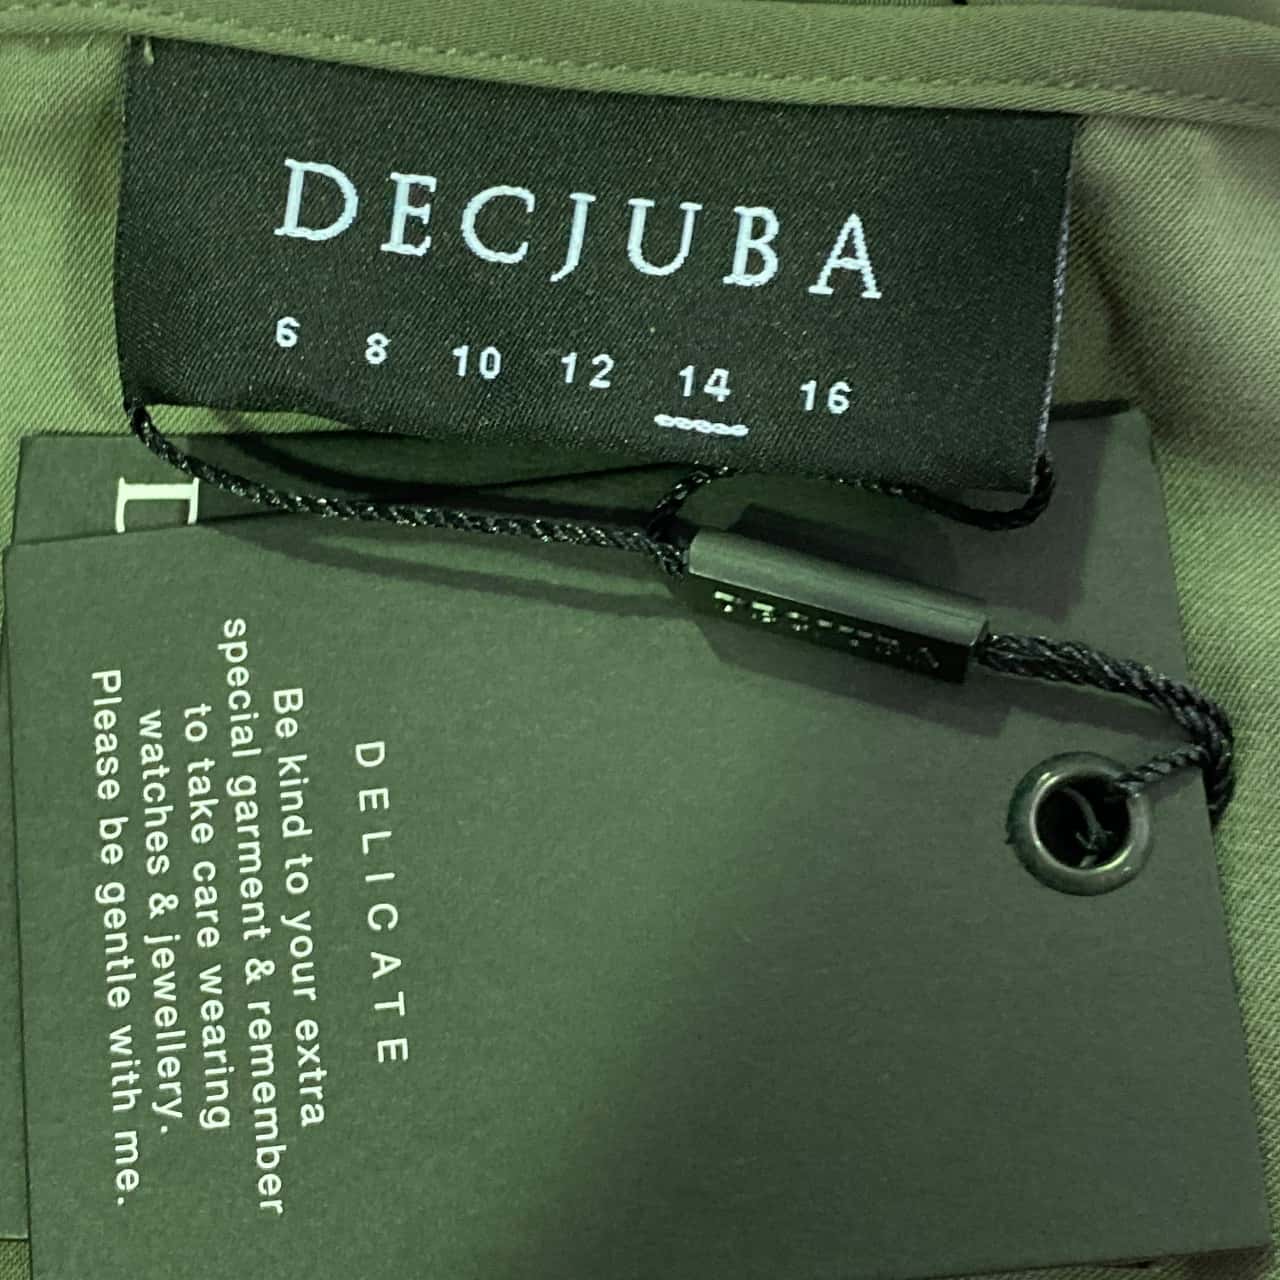 DECJUBA
6 8 10 12 14 16
DECJUBA
D
DELICATE
Be kind to your extra
special garment & remember
to take care wearing
watches & jewellery.
Please be gentle with me.